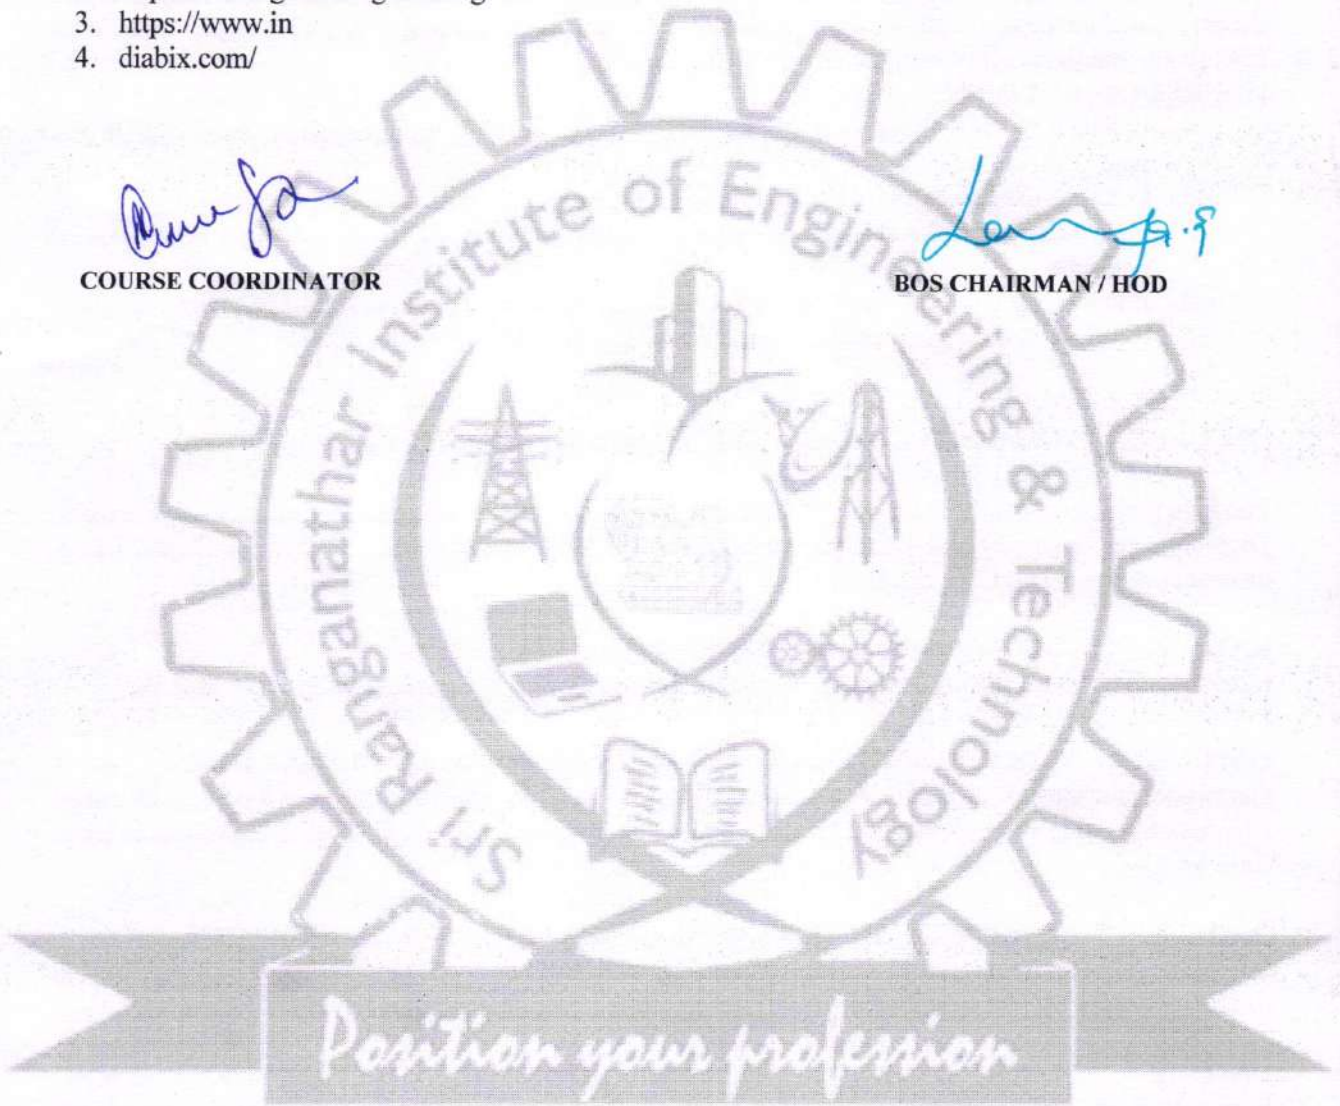 3. https://www.in
4. diabix.com/
COURSE COORDINATOR
BOS CHAIRMAN / HOD
Sri Ranganathar Institute of Engineering & Technology
Position your profession